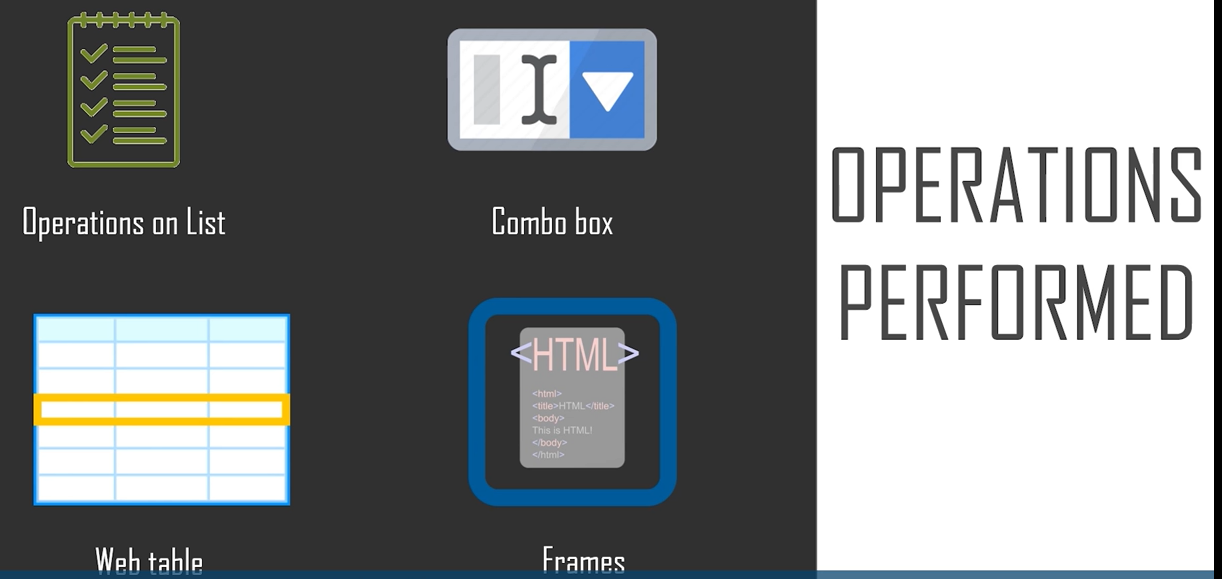 Operations on List
Combo box
OPERATIONS
PERFORMED
<HTML>
<html>
<title>HTML</title>
<body>
This is HTML!
</body>
</html>
Web table
Frames